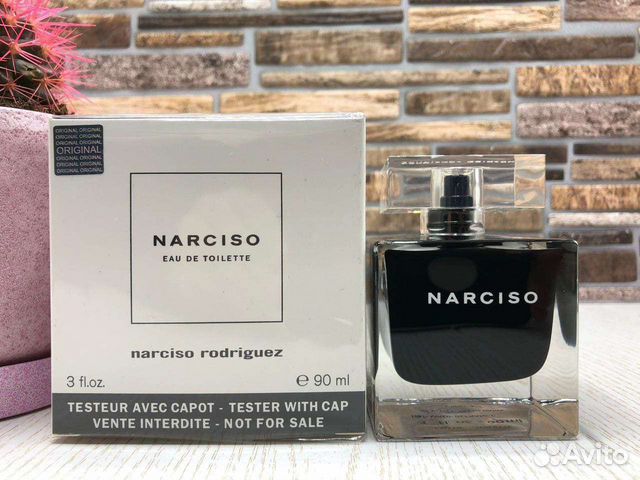 ORIGINAL ORIGINAL
ORIGINAL ORIGINAL
ORIGINAL
ORIGINAL ORIGINAL
ORIGINAL ORIGINAL
ORIGINAL ORIGINAL
NARCISO
EAU DE TOILETTE
narciso rodriguez
3 fl.oz.
e 90 ml
TESTEUR AVEC CAPOT - TESTER WITH CAP
VENTE INTERDITE - NOT FOR SALE
NARCISO
Avito